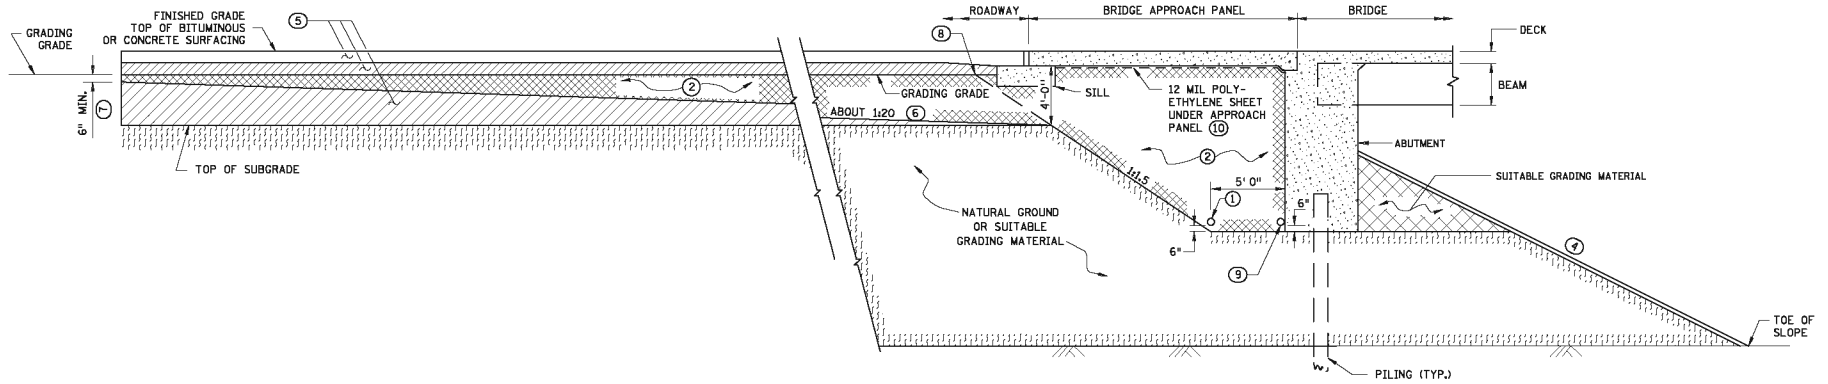 FINISHED GRADE
TOP OF BITUMINOUS
OR CONCRETE SURFACING
5
GRADING
GRADE
ROADWAY
BRIDGE APPROACH PANEL
BRIDGE
8
DECK
2
GRADING GRADE
4'-0"
SILL
12 MIL POLY-
ETHYLENE SHEET
UNDER APPROACH
PANEL 10
BEAM
6" MIN.
7
ABOUT 1:20 6
TOP OF SUBGRADE
1:1.5
2
ABUTMENT
5' 0"
1
6"
6"
9
SUITABLE GRADING MATERIAL
NATURAL GROUND
OR SUITABLE
GRADING MATERIAL
4
TOE OF
SLOPE
PILING (TYP.)